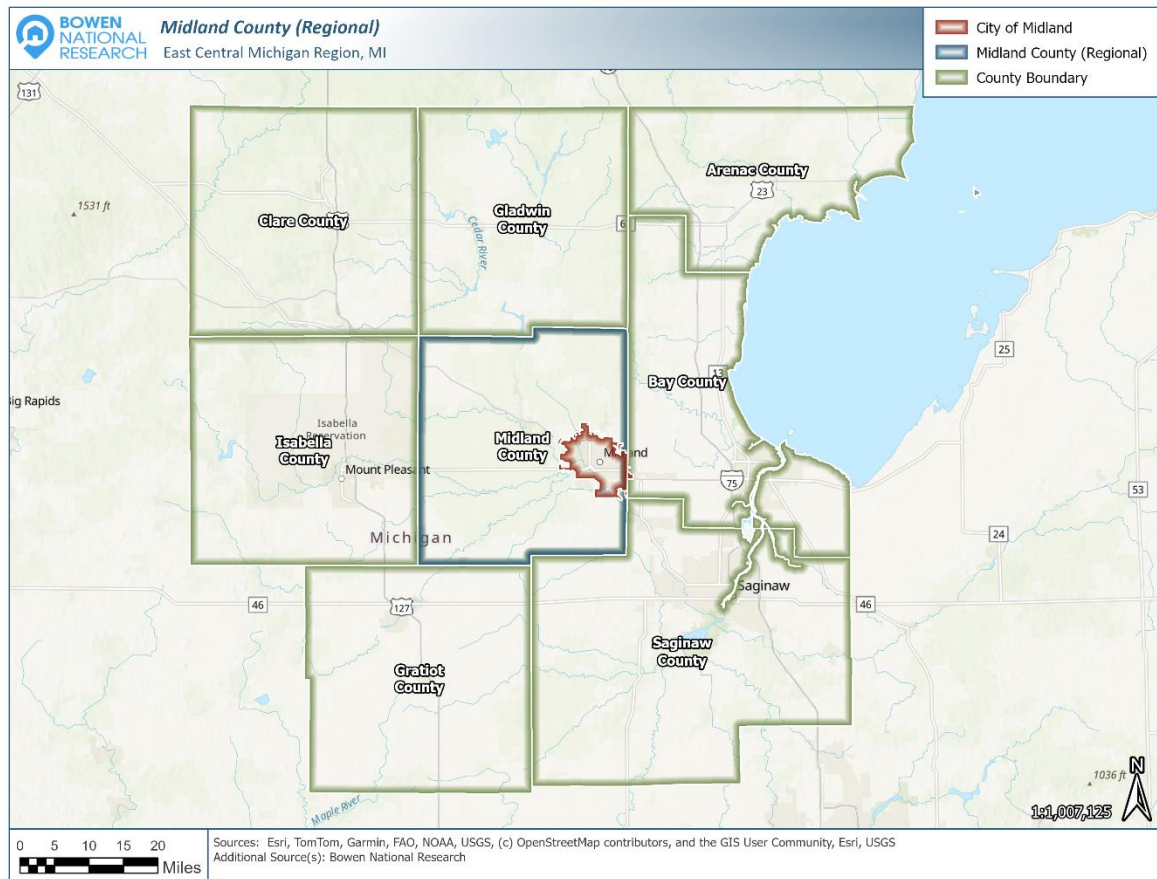 BOWEN
NATIONAL
RESEARCH
Midland County (Regional)
East Central Michigan Region, MI
City of Midland
Midland County (Regional)
County Boundary
131
1531 ft
Clare County
Gladwin
County
Cedar River
Arenac County
23
6
13
Bay County
25
Big Rapids
Isabella
Reservation
Isabella
County
Mount Pleasant
Midland
County
75
53
24
Michigan
46
127
Saginaw
46
Saginaw
County
Gratiot
County
Maple River
1036 ft
N
1:1,007,125
0 5 10 20
Miles
Sources: Esri, TomTom, Garmin, FAO, NOAA, USGS, (c) OpenStreetMap contributors, and the GIS User Community, Esri, USGS
Additional Source(s): Bowen National Research